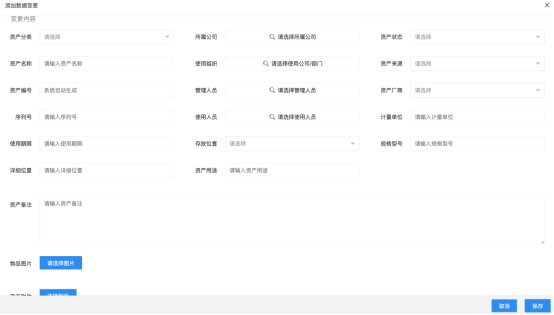 添加数据变更
变更内容
资产分类 请选择 所属公司 请选择所属公司 资产状态 请选择
资产名称 请输入资产名称 使用组织 请选择使用公司/部门 资产来源 请选择
资产编号 系统自动生成 管理人员 请选择管理人员 资产厂商 请选择
序列号 请输入序列号 使用人员 请选择使用人员 计量单位 请输入计量单位
使用期限 请输入使用期限 存放位置 请选择 规格型号 请输入规格型号
详细位置 请输入详细位置 资产用途 请输入资产用途
资产备注 请输入资产备注
物品图片 请选择图片
取消 保存